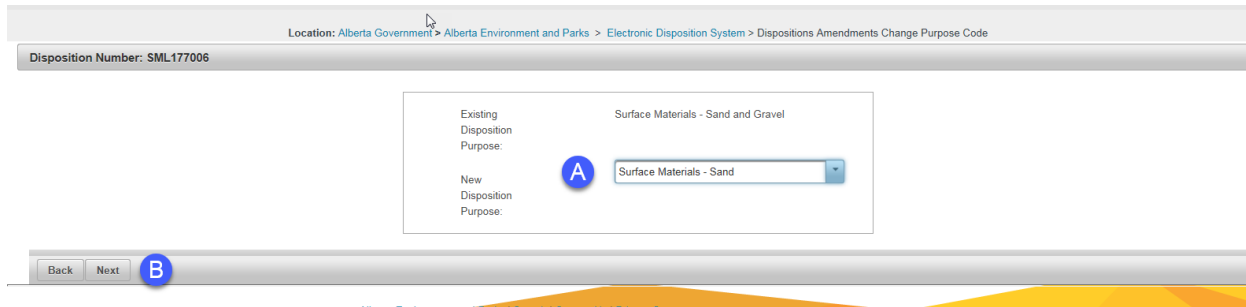 Location: Alberta Government > Alberta Environment and Parks > Electronic Disposition System > Dispositions Amendments Change Purpose Code
Disposition Number: SML177006
Existing Disposition Purpose:
Surface Materials - Sand and Gravel
A
Surface Materials - Sand
New Disposition Purpose:
Back Next B